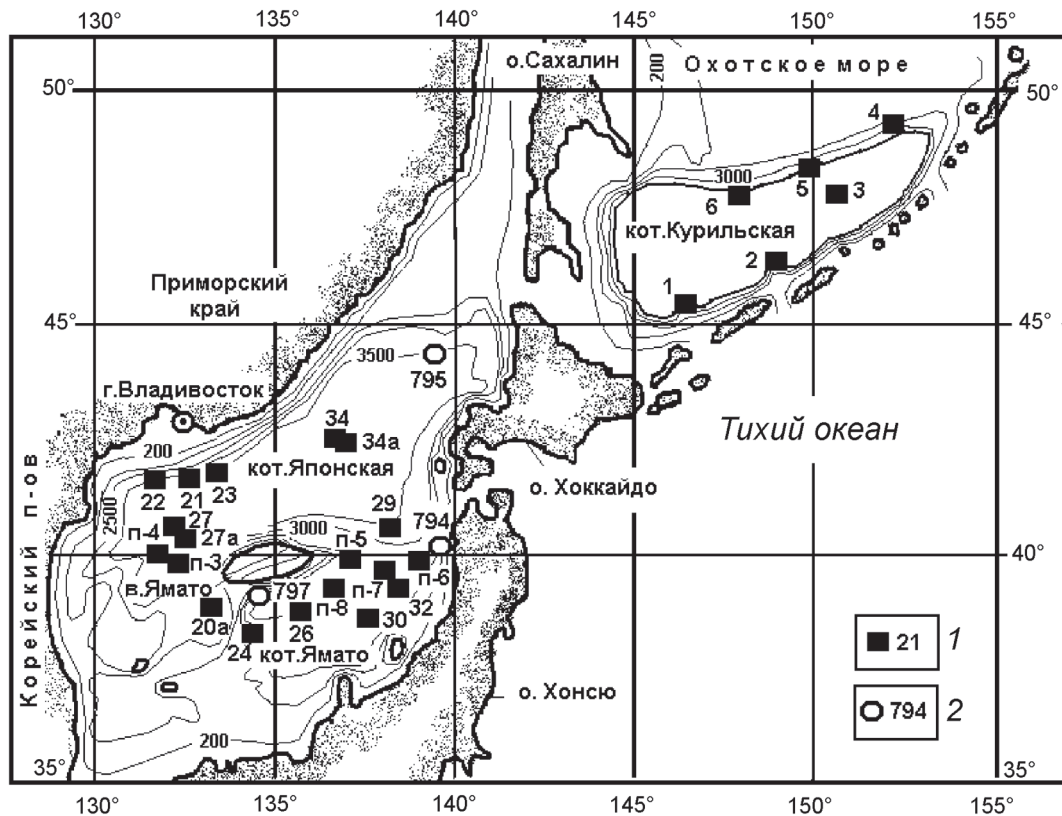 130° 135° 140° 145° 150° 155°
о.Сахалин
Охотское море
200
50° 50°
4
3000
5
3
6
кот.Курильская
2
1
Приморский
край
45° 45°
3500
795
г.Владивосток
34
34а
200
Тихий океан
кот.Японская
о. Хоккайдо
22 21 23
29
2500
27
794
п-4
27а
3000
п-5
40° 40°
п-3
п-6
в.Ямато
797
п-7
п-8
32
20а
26
30
24
кот.Ямато
Корейский п-ов
о. Хонсю
21 1
794 2
200
35° 35°
130° 135° 140° 145° 150° 155°